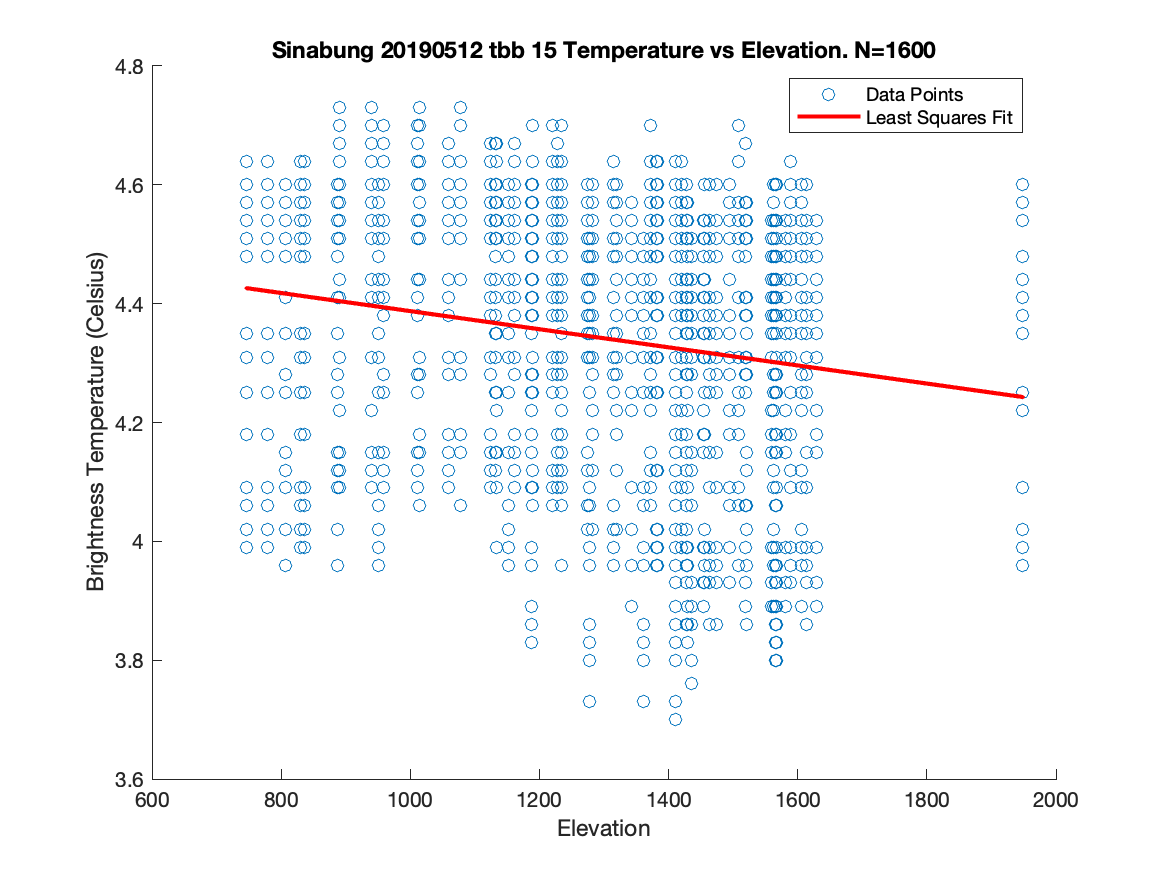 Sinabung 20190512 tbb 15 Temperature vs Elevation. N=1600
4.8
Data Points
Least Squares Fit
4.6
4.4
4.2
4
3.8
3.6
Brightness Temperature (Celsius)
600 800 1000 1200 1400 1600 1800 2000
Elevation